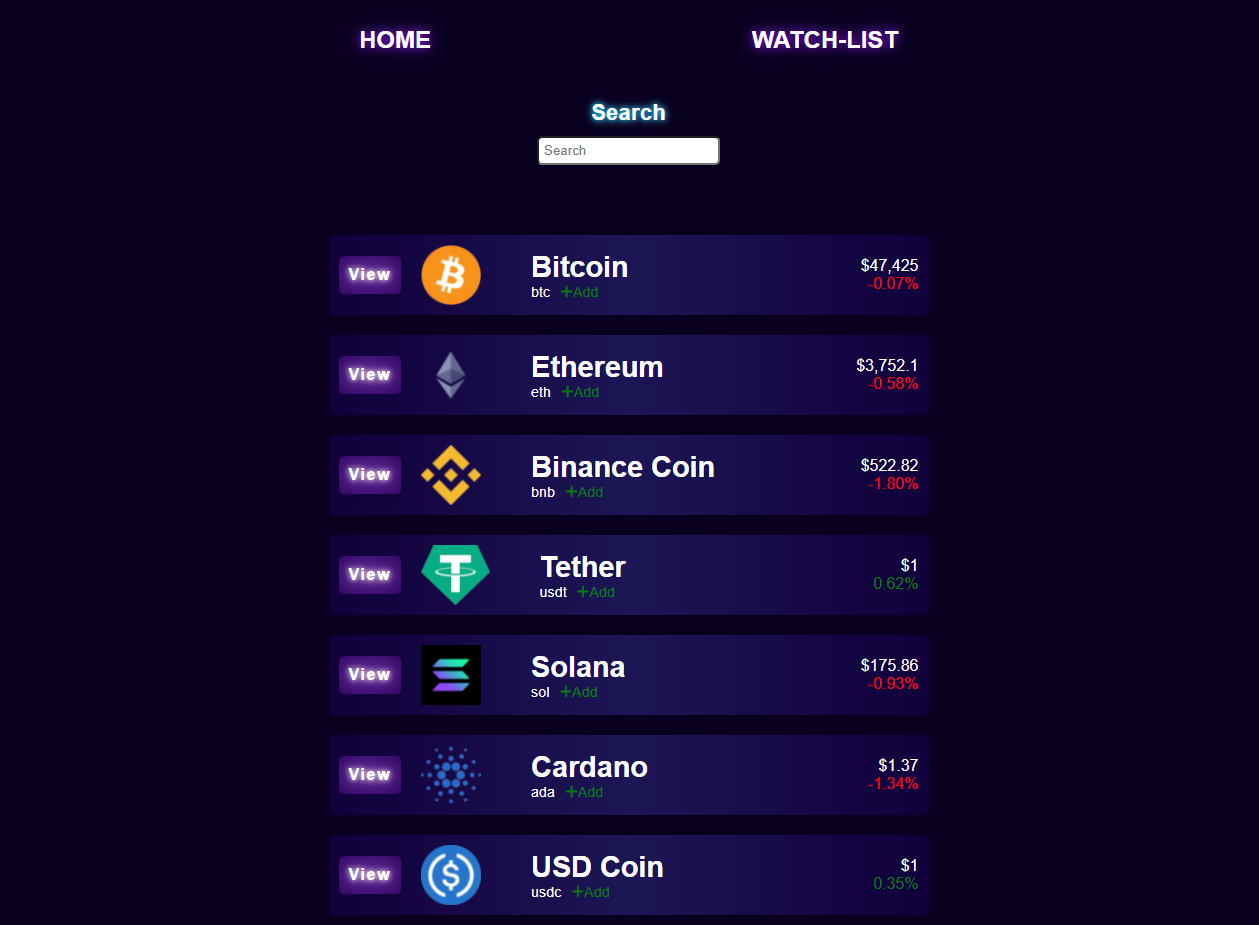 HOME WATCH-LIST
Search
Search
View Bitcoin $47,425
btc +Add -0.07%
View Ethereum $3,752.1
eth +Add -0.58%
View Binance Coin $522.82
bnb +Add -1.80%
View Tether $1
usdt +Add 0.62%
View Solana $175.86
sol +Add -0.93%
View Cardano $1.37
ada +Add -1.34%
View USD Coin $1
usdc +Add 0.35%